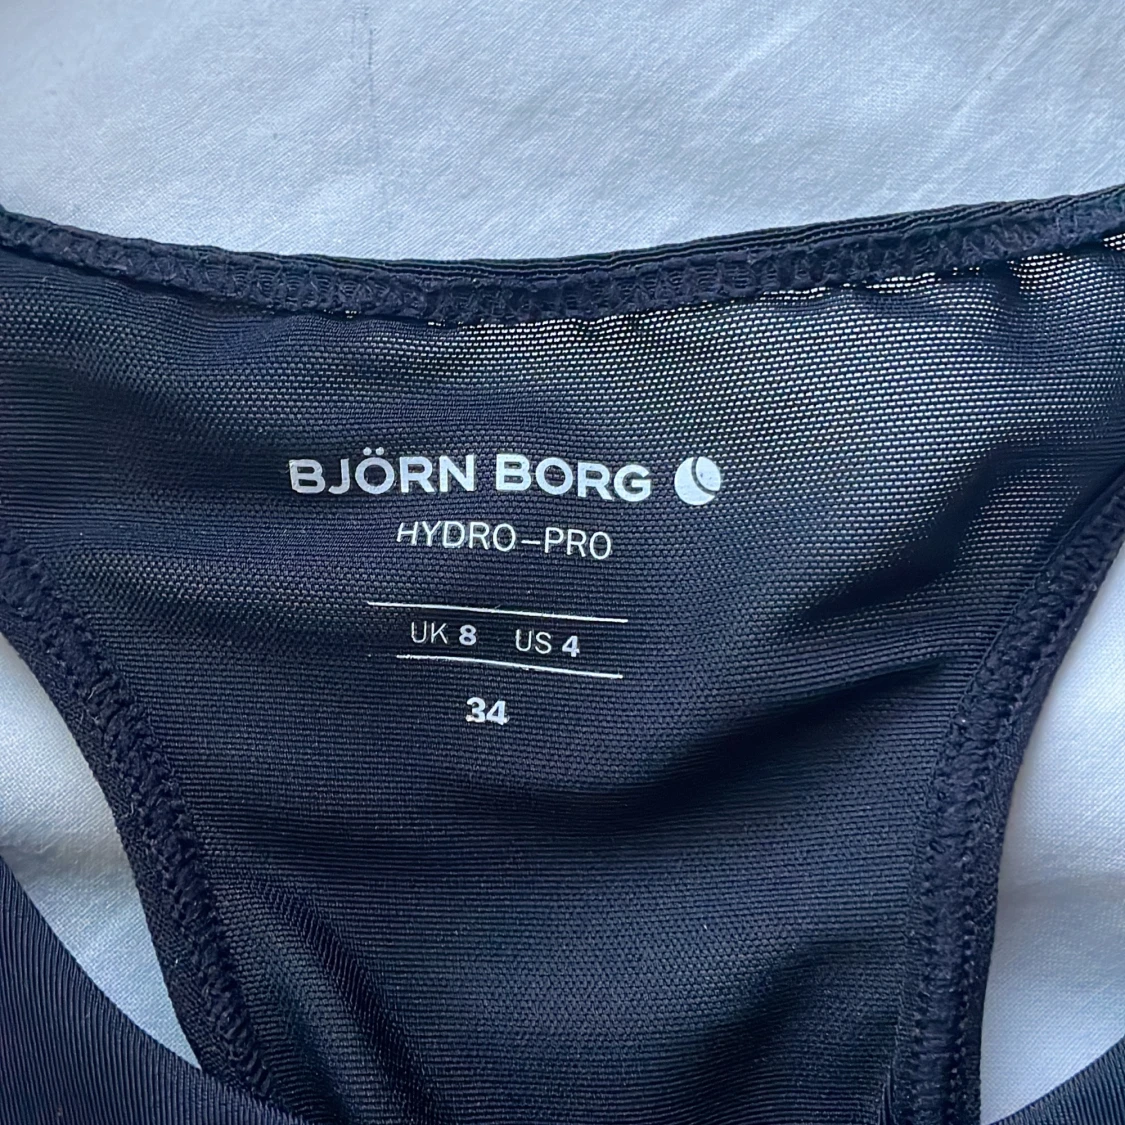 BJÖRN BORG
HYDRO–PRO
UK 8 US 4
34